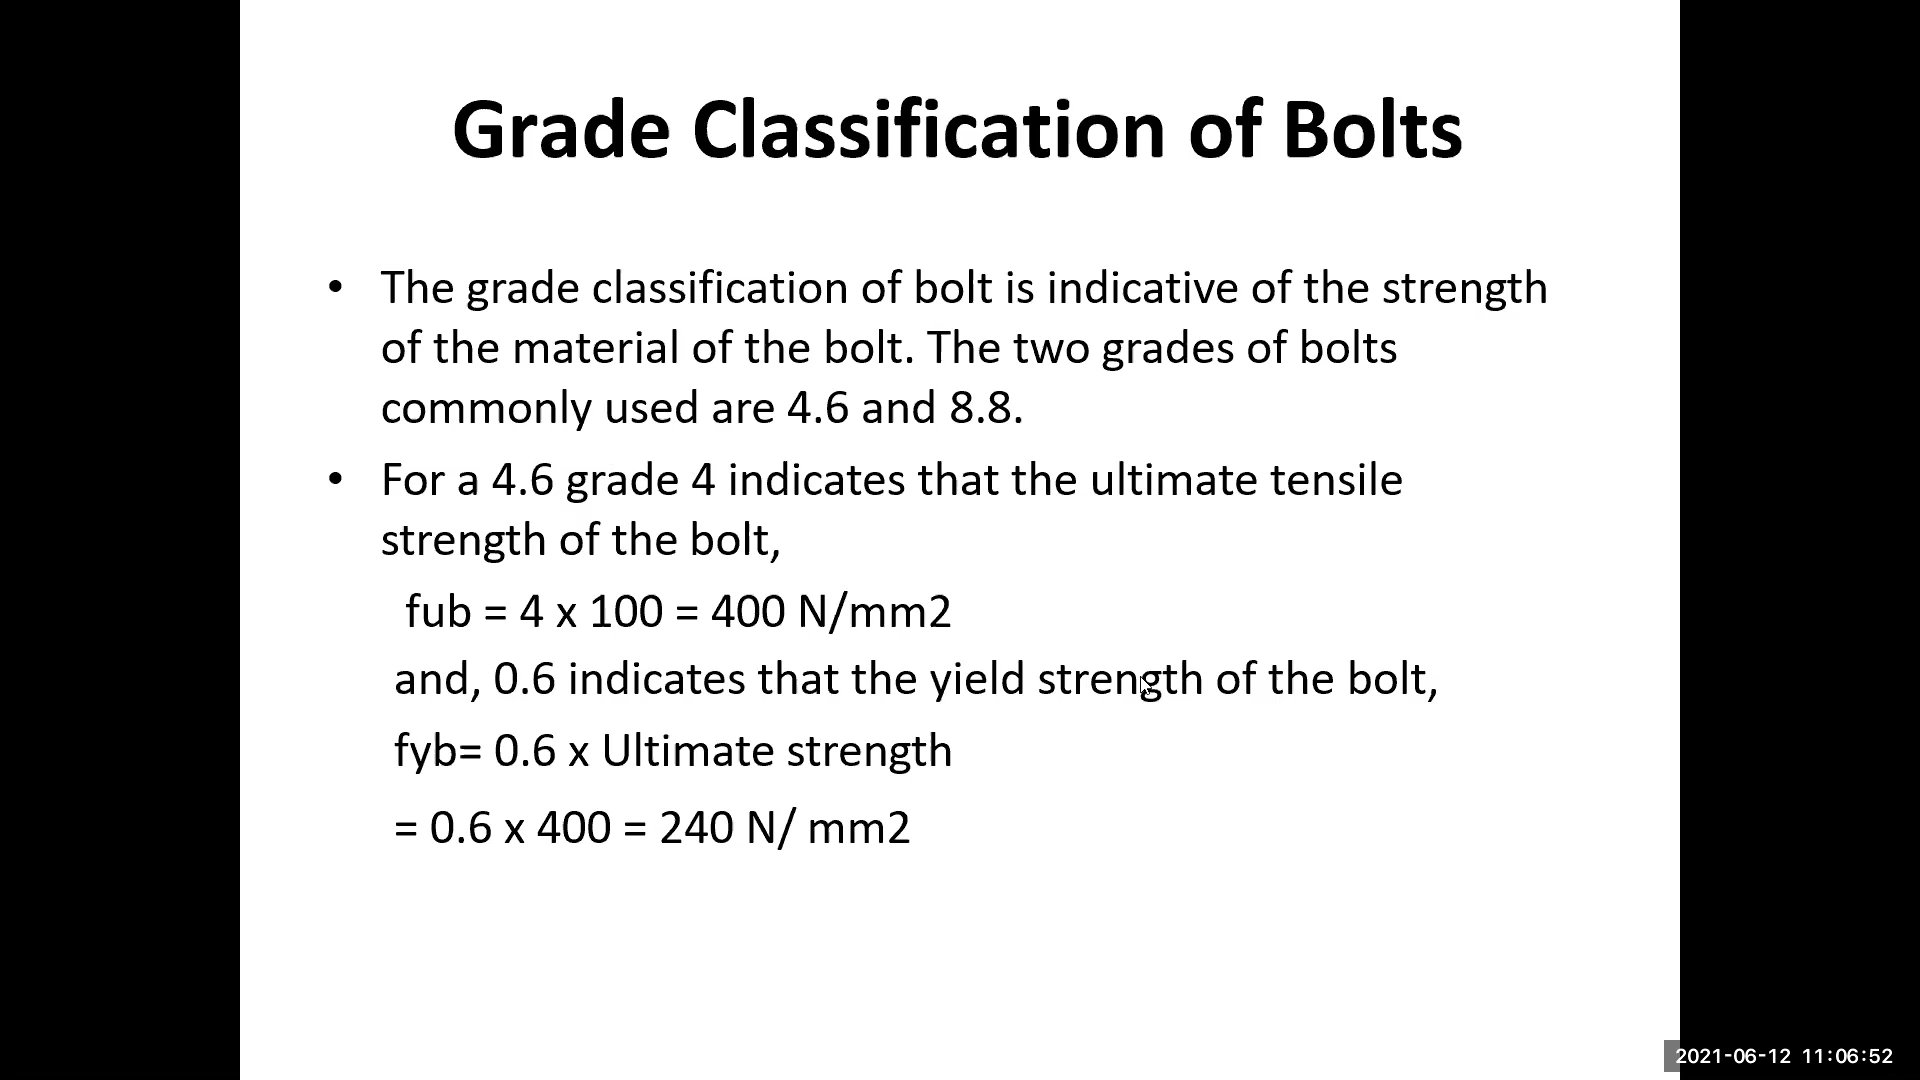 Grade Classification of Bolts
• The grade classification of bolt is indicative of the strength
of the material of the bolt. The two grades of bolts
commonly used are 4.6 and 8.8.
• For a 4.6 grade 4 indicates that the ultimate tensile
strength of the bolt,
fub = 4 x 100 = 400 N/mm2
and, 0.6 indicates that the yield strength of the bolt,
fyb= 0.6 x Ultimate strength
= 0.6 x 400 = 240 N/ mm2
2021-06-12 11:06:52